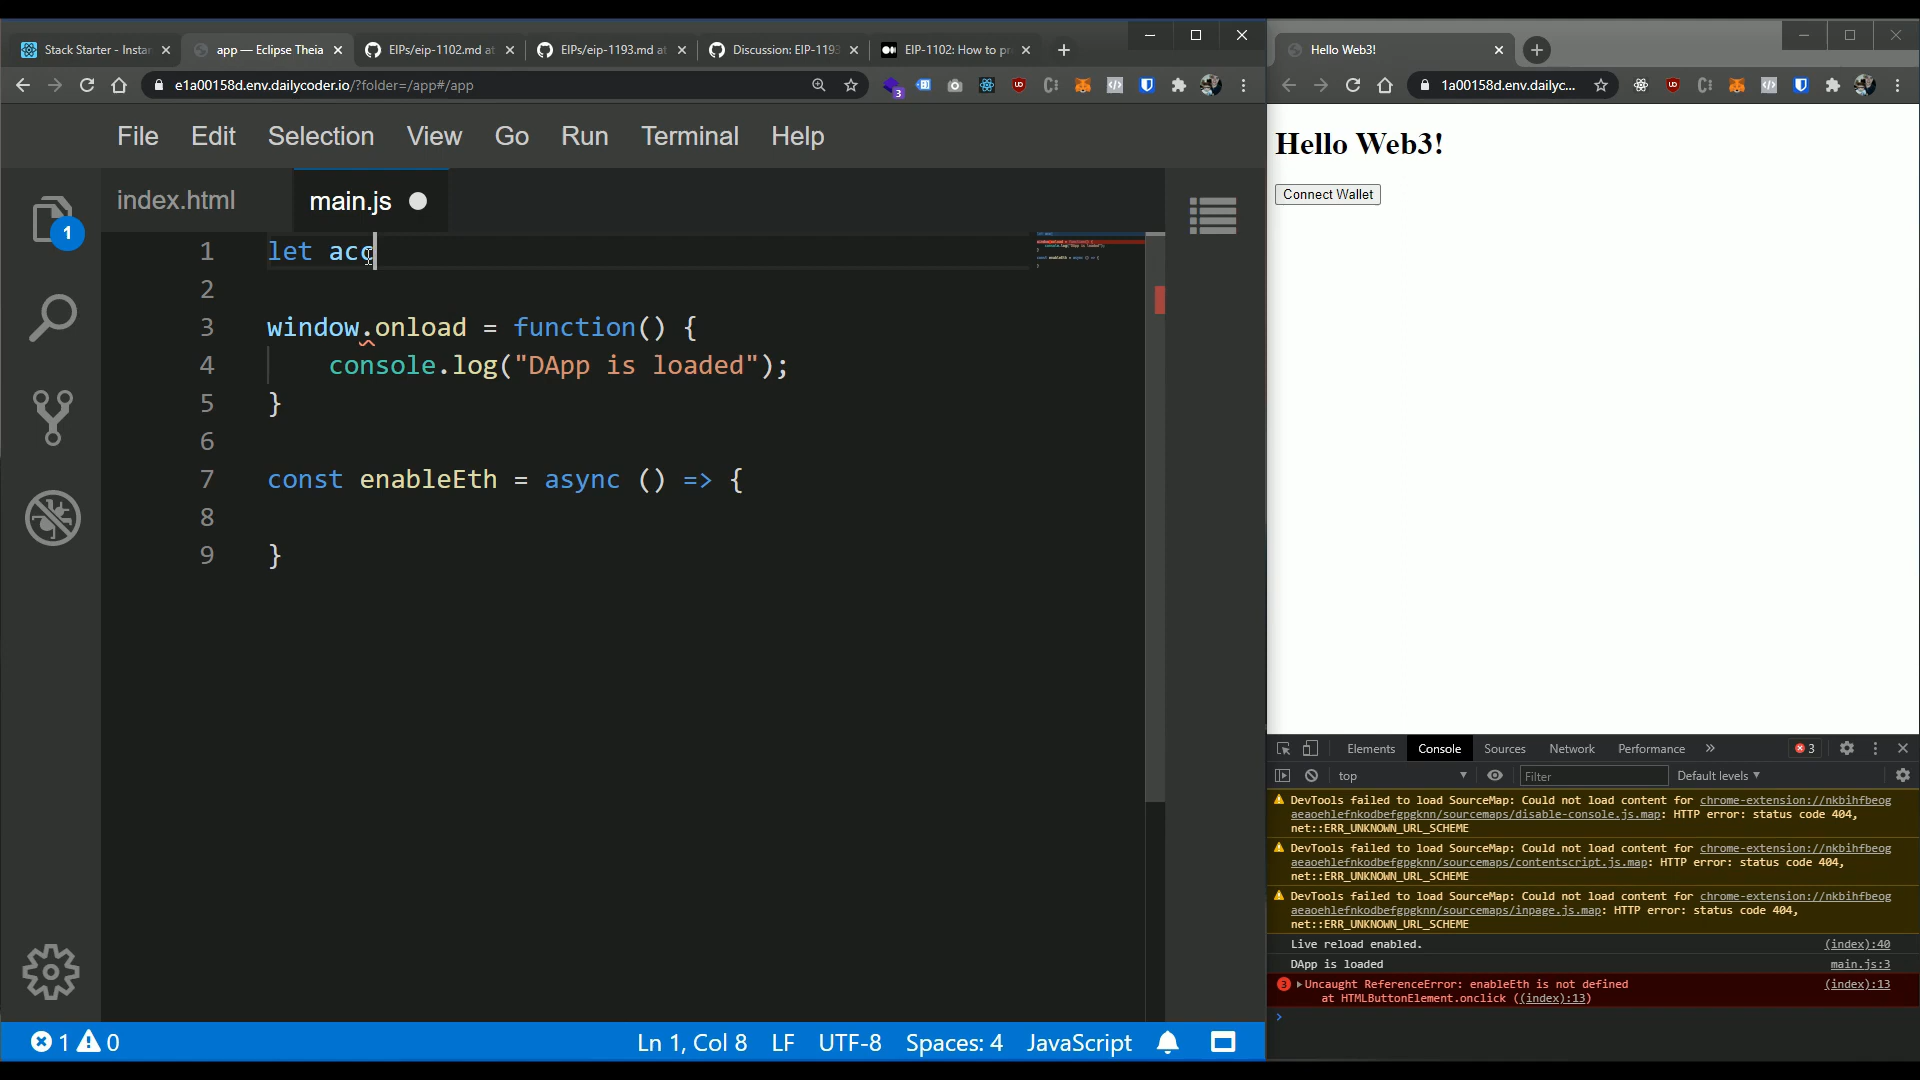 Stack Starter - Instar
app — Eclipse Theia
EIPs/eip-1102.md at
EIPs/eip-1193.md at
Discussion: EIP-1193
EIP-1102: How to pr
e1a00158d.env.dailycoder.io/?folder=/app#/app
3
File Edit Selection View Go Run Terminal Help
1
index.html
main.js
1 let acc
2
3 window.onload = function() {
4 console.log("DApp is loaded");
5 }
6
7 const enableEth = async () => {
8
9 }
1 0
Ln 1, Col 8 LF UTF-8 Spaces: 4 JavaScript
Hello Web3!
1a00158d.env.dailyc...
Hello Web3!
Connect Wallet
Elements Console Sources Network Performance » 3
top Filter Default levels
DevTools failed to load SourceMap: Could not load content for chrome-extension://nkbihfbeog
aeaoehlefnkodbefgpgknn/sourcemaps/disable-console.js.map: HTTP error: status code 404,
net::ERR_UNKNOWN_URL_SCHEME
DevTools failed to load SourceMap: Could not load content for chrome-extension://nkbihfbeog
aeaoehlefnkodbefgpgknn/sourcemaps/contentscript.js.map: HTTP error: status code 404,
net::ERR_UNKNOWN_URL_SCHEME
DevTools failed to load SourceMap: Could not load content for chrome-extension://nkbihfbeog
aeaoehlefnkodbefgpgknn/sourcemaps/inpage.js.map: HTTP error: status code 404,
net::ERR_UNKNOWN_URL_SCHEME
Live reload enabled. (index):40
DApp is loaded main.js:3
3 Uncaught ReferenceError: enableEth is not defined (index):13
at HTMLButtonElement.onclick ((index):13)